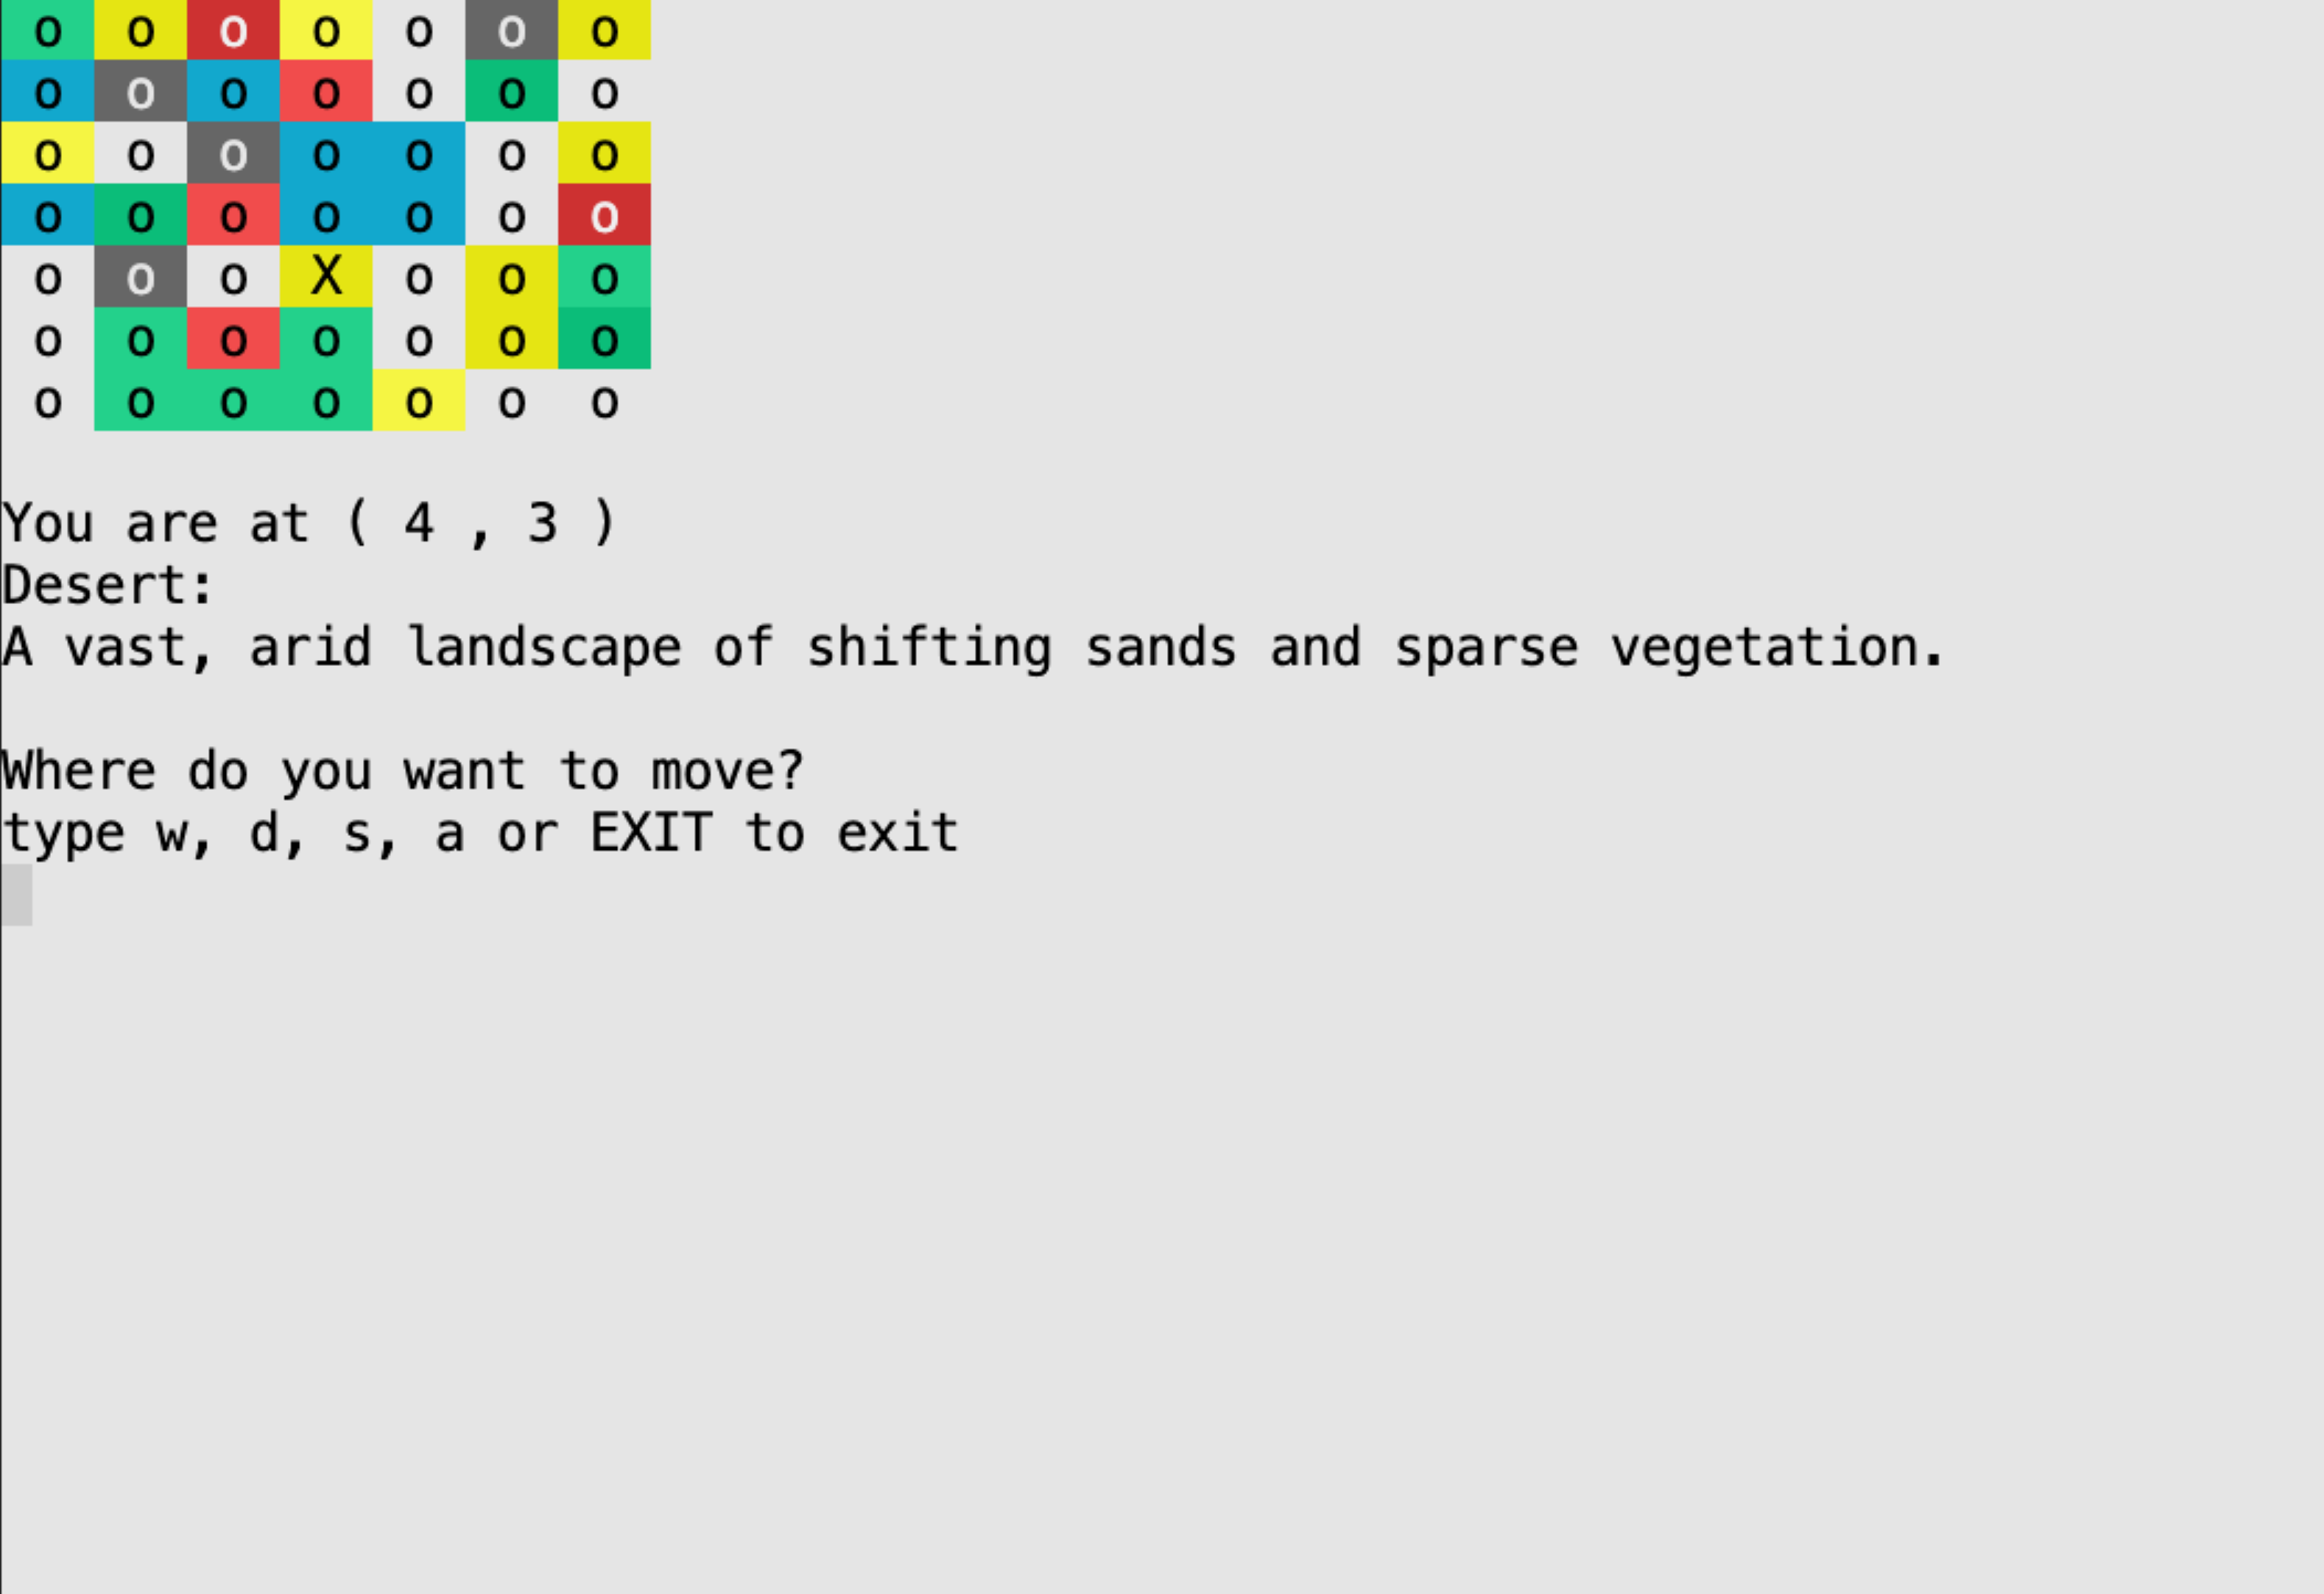 o o o o o o o
o o o o o o o
o o o o o o o
o o o o o o o
o o o X o o o
o o o o o o o
o o o o o o o
You are at ( 4 , 3 )
Desert:
A vast, arid landscape of shifting sands and sparse vegetation.
Where do you want to move?
type w, d, s, a or EXIT to exit